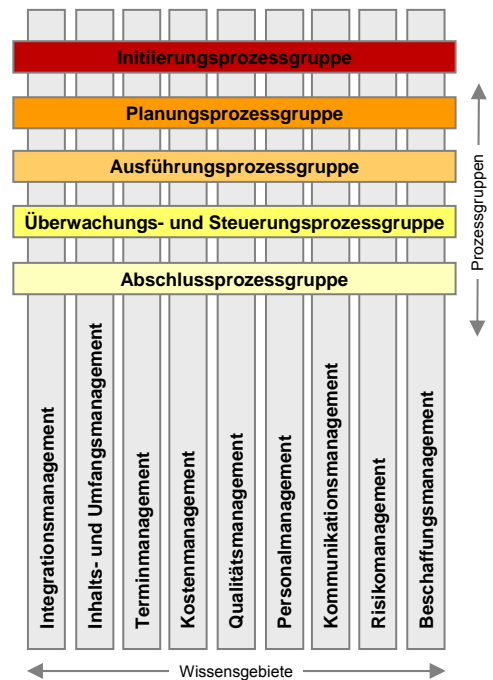 Initiierungsprozessgruppe
Planungsprozessgruppe
Ausführungsprozessgruppe
Überwachungs- und Steuerungsprozessgruppe
Abschlussprozessgruppe
Prozessgruppen
Integrationsmanagement
Inhalts- und Umfangsmanagement
Terminmanagement
Kostenmanagement
Qualitätsmanagement
Personalmanagement
Kommunikationsmanagement
Risikomanagement
Beschaffungsmanagement
Wissensgebiete